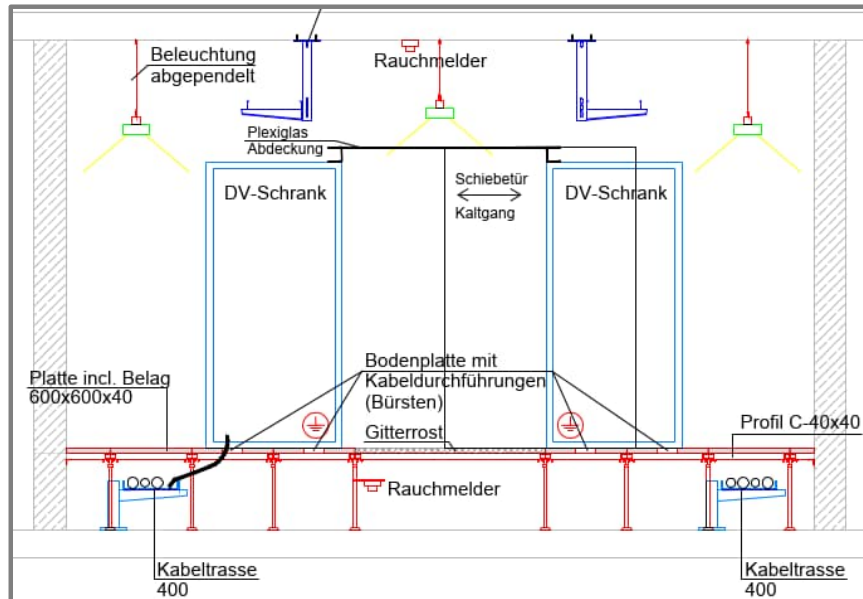 Beleuchtung
abgependelt
Rauchmelder
Plexiglas
Abdeckung
DV-Schrank
Schiebetür
Kaltgang
DV-Schrank
Platte incl. Belag
600x600x40
Bodenplatte mit
Kabeldurchführungen
(Bürsten)
Gitterrost
Profil C-40x40
Rauchmelder
Kabeltrasse
400
Kabeltrasse
400